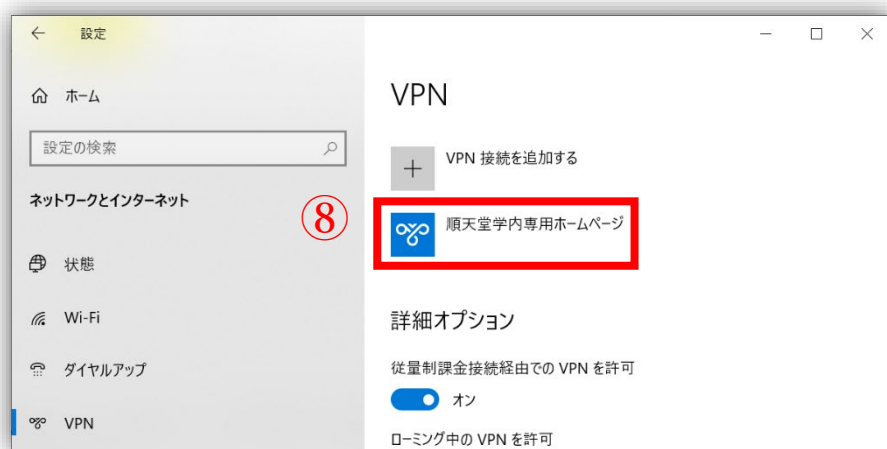 設定
ホーム
設定の検索
ネットワークとインターネット
状態
Wi-Fi
ダイヤルアップ
VPN
⑧
VPN
VPN 接続を追加する
順天堂学内専用ホームページ
詳細オプション
従量制課金接続経由での VPN を許可
オン
ローミング中の VPN を許可